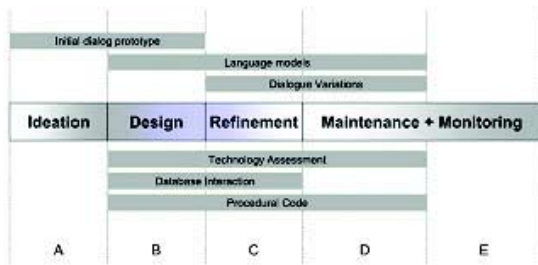 Initial dialog prototype
Language models
Dialogue Variations
Ideation Design Refinement Maintenance + Monitoring
Technology Assessment
Database Interaction
Procedural Code
A B C D E